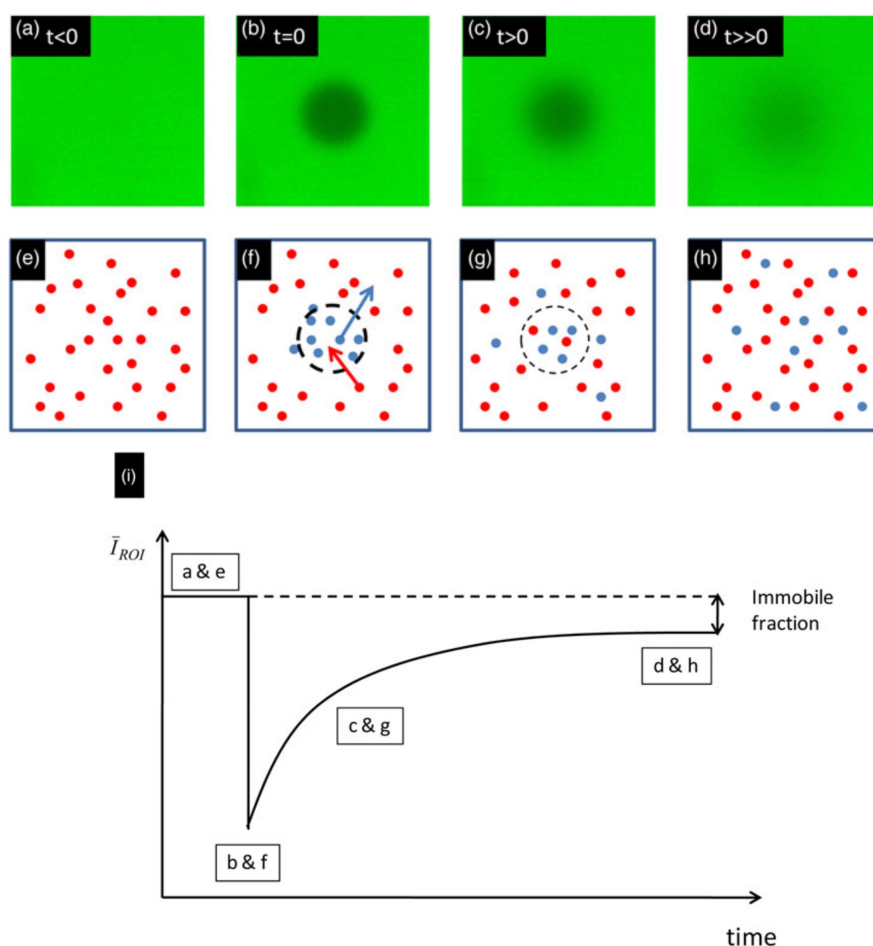 (a) t<0
(b) t=0
(c) t>0
(d) t>>0
(e)
(f)
(g)
(h)
(i)
Ī_ROI
a & e
Immobile
fraction
d & h
c & g
b & f
time